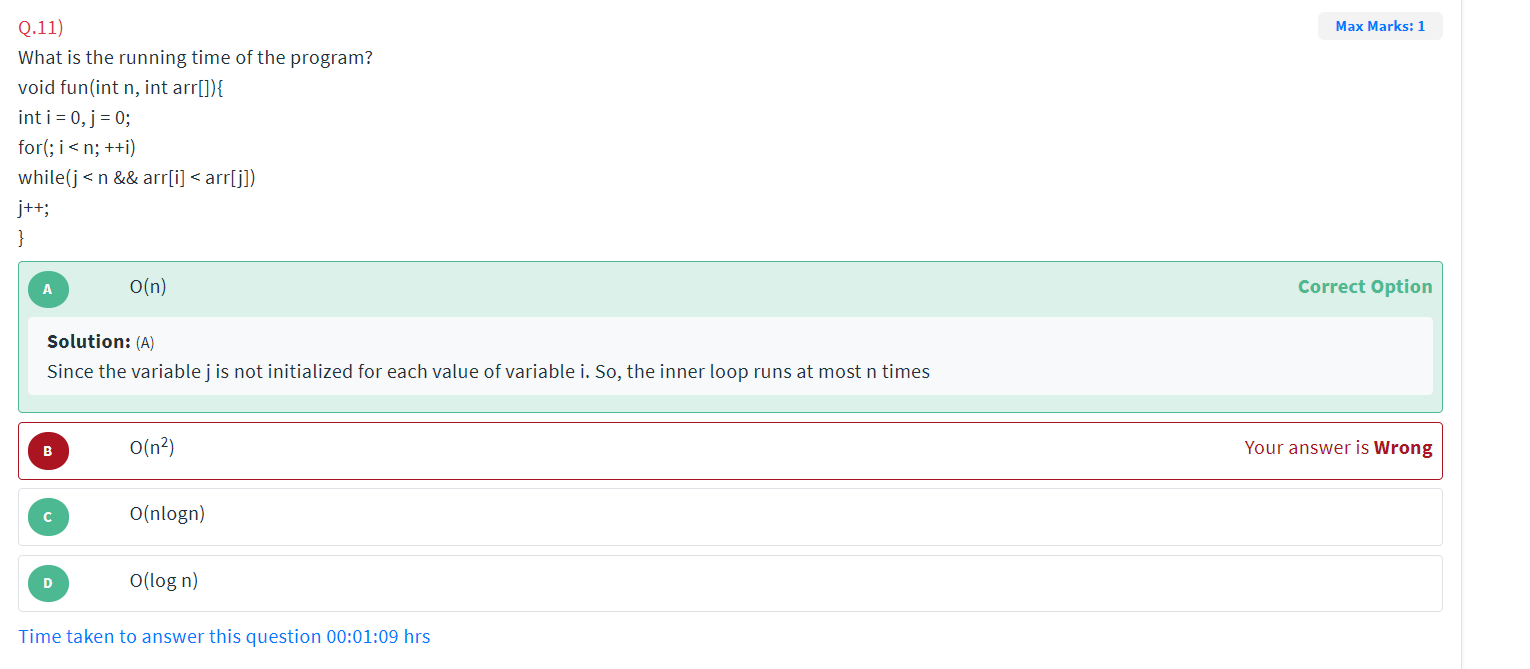 Q.11)
Max Marks: 1
What is the running time of the program?
void fun(int n, int arr[]){
int i = 0, j = 0;
for(; i < n; ++i)
while(j < n && arr[i] < arr[j])
j++;
}
A O(n) Correct Option
Solution: (A)
Since the variable j is not initialized for each value of variable i. So, the inner loop runs at most n times
B O(n²) Your answer is Wrong
C O(nlogn)
D O(log n)
Time taken to answer this question 00:01:09 hrs